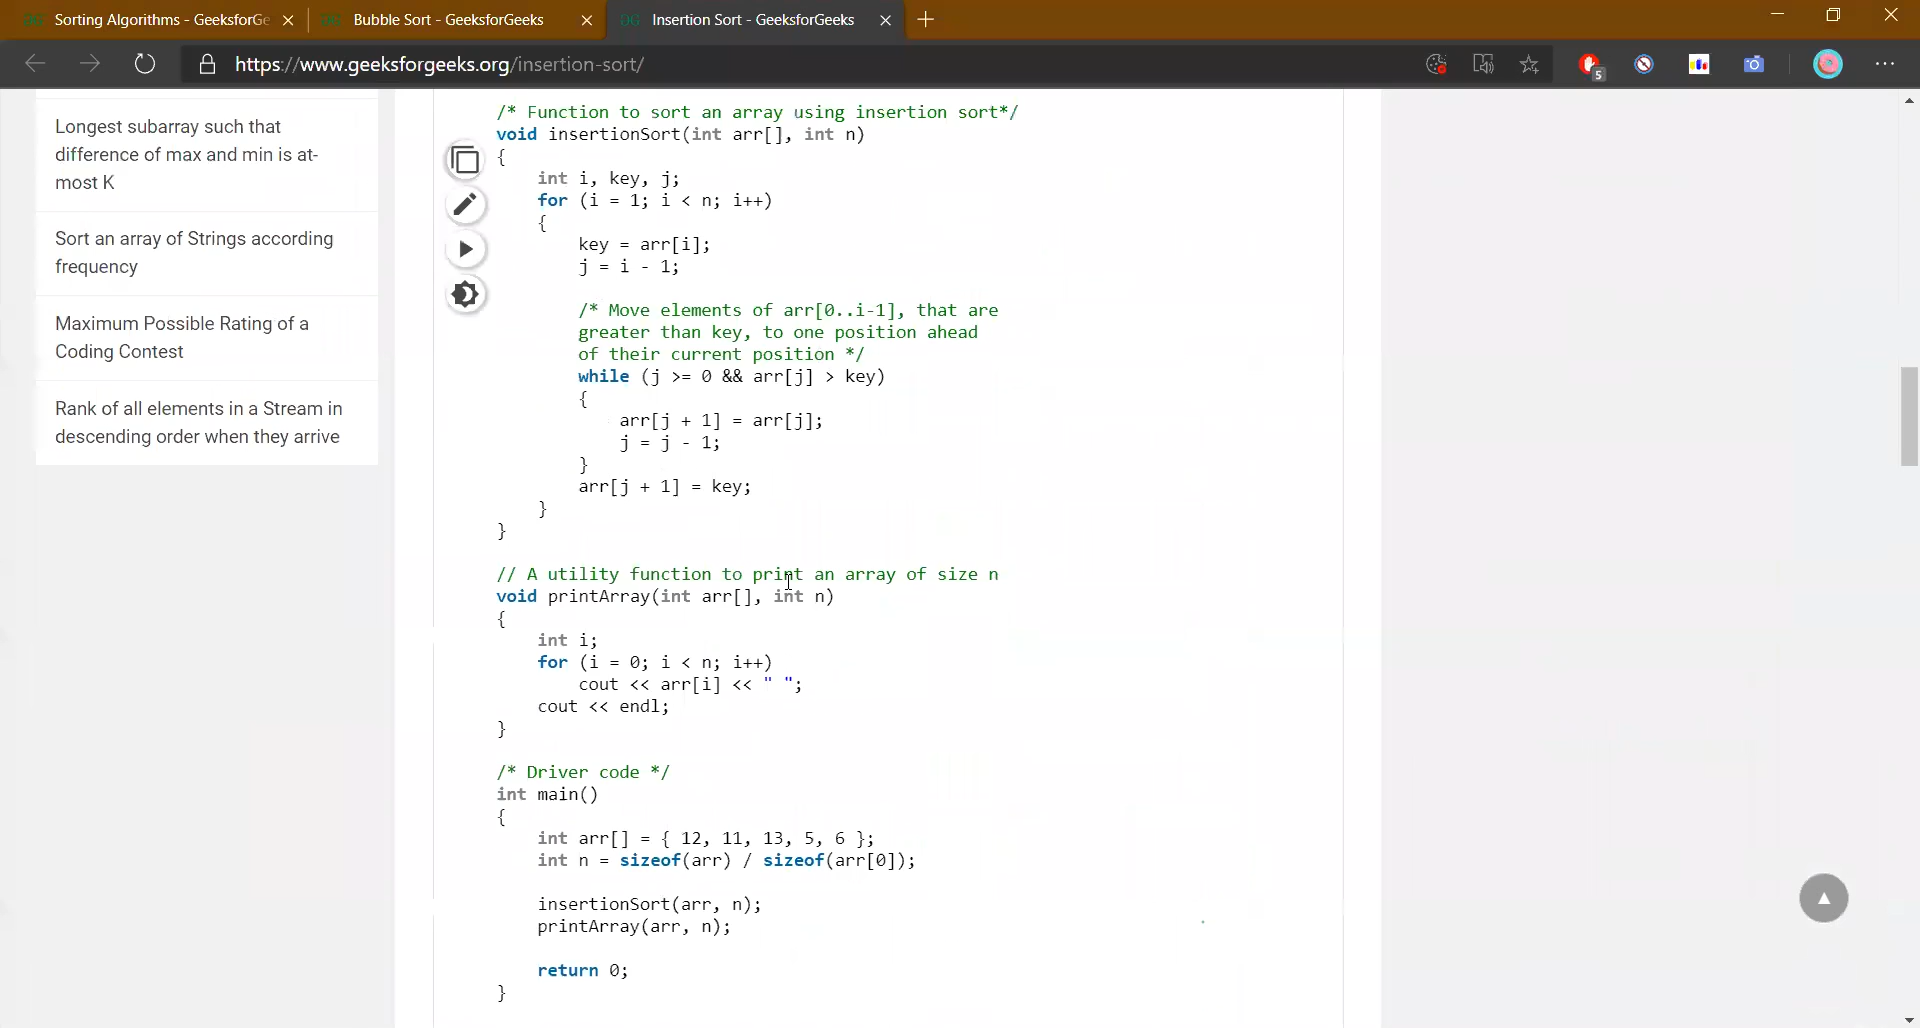 Sorting Algorithms - GeeksforGe
Bubble Sort - GeeksforGeeks
Insertion Sort - GeeksforGeeks
https://www.geeksforgeeks.org/insertion-sort/
5
Longest subarray such that
difference of max and min is at-
most K
Sort an array of Strings according
frequency
Maximum Possible Rating of a
Coding Contest
Rank of all elements in a Stream in
descending order when they arrive
/* Function to sort an array using insertion sort*/
void insertionSort(int arr[], int n)
{
    int i, key, j;
    for (i = 1; i < n; i++)
    {
        key = arr[i];
        j = i - 1;

        /* Move elements of arr[0..i-1], that are
        greater than key, to one position ahead
        of their current position */
        while (j >= 0 && arr[j] > key)
        {
            arr[j + 1] = arr[j];
            j = j - 1;
        }
        arr[j + 1] = key;
    }
}

// A utility function to print an array of size n
void printArray(int arr[], int n)
{
    int i;
    for (i = 0; i < n; i++)
        cout << arr[i] << " ";
    cout << endl;
}

/* Driver code */
int main()
{
    int arr[] = { 12, 11, 13, 5, 6 };
    int n = sizeof(arr) / sizeof(arr[0]);

    insertionSort(arr, n);
    printArray(arr, n);

    return 0;
}